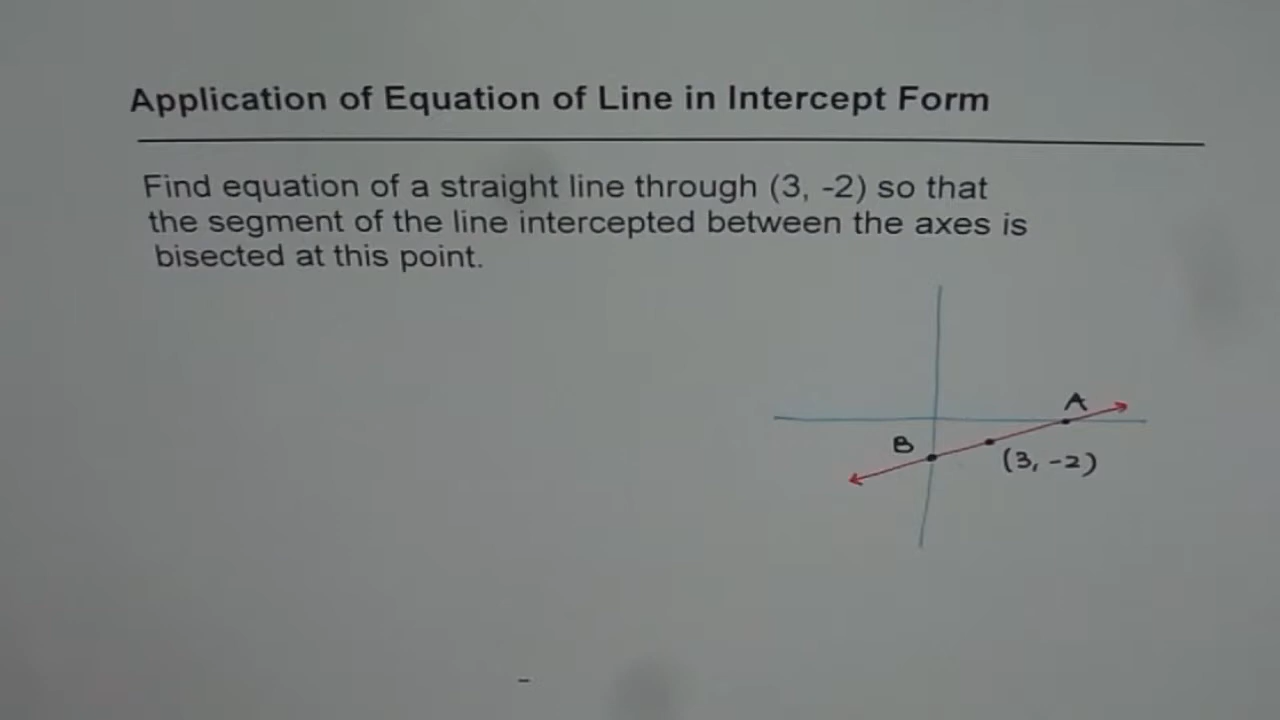 Application of Equation of Line in Intercept Form
Find equation of a straight line through (3, -2) so that
the segment of the line intercepted between the axes is
bisected at this point.
A
B
(3, -2)